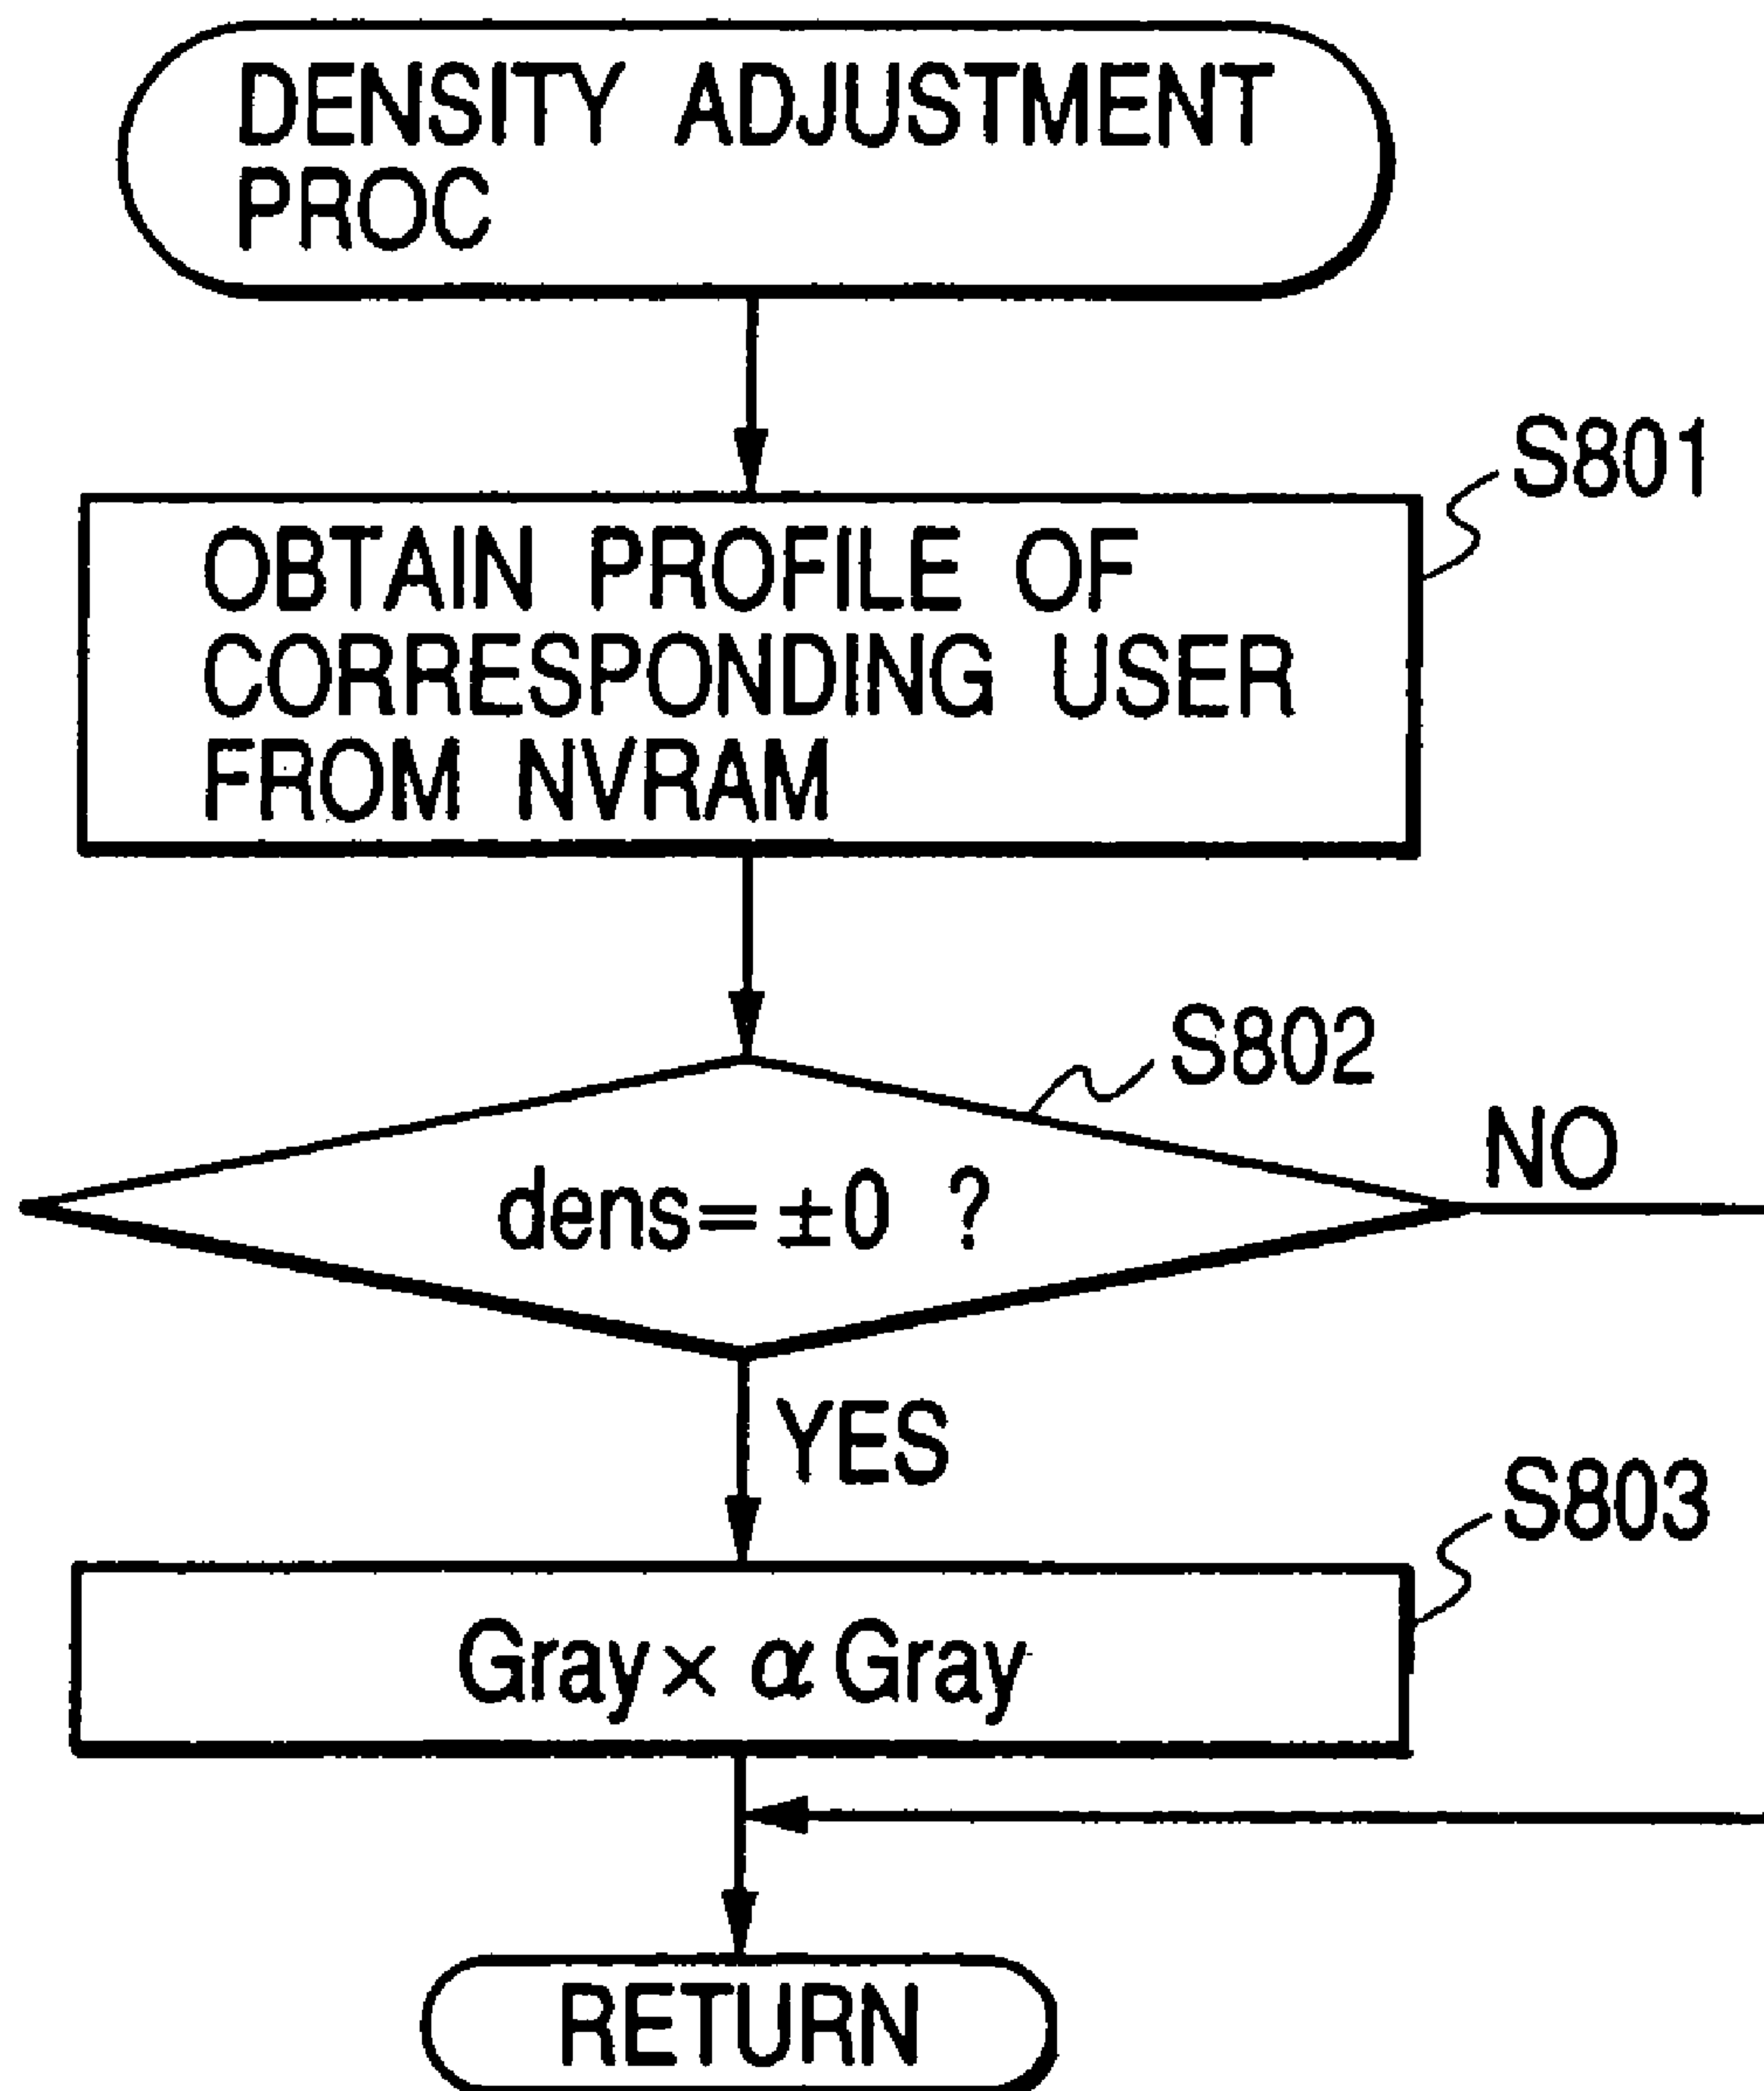 DENSITY ADJUSTMENT
PROC
S801
OBTAIN PROFILE OF
CORRESPONDING USER
FROM NVRAM
S802
dens=±0 ?
NO
YES
S803
Gray× α Gray
RETURN